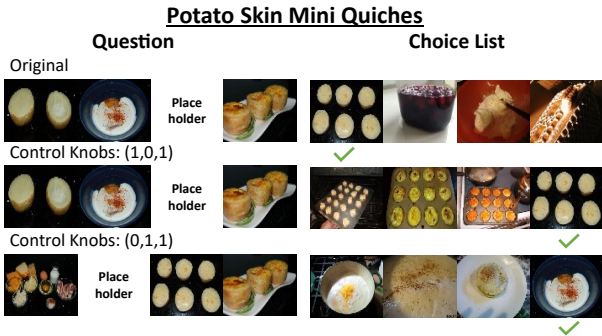 Potato Skin Mini Quiches
Question
Choice List
Original
Place
holder
Control Knobs: (1,0,1)
Place
holder
Control Knobs: (0,1,1)
Place
holder